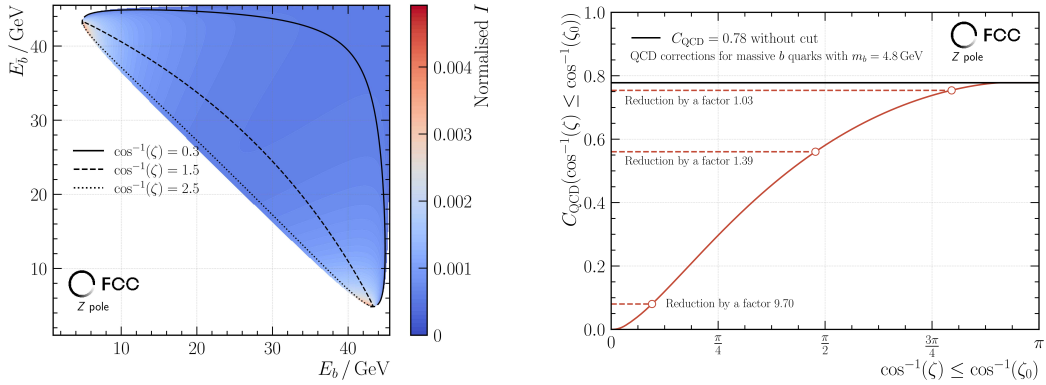 E_b̄ / GeV
40
30
20
10
cos⁻¹(ζ) = 0.3
cos⁻¹(ζ) = 1.5
cos⁻¹(ζ) = 2.5
FCC
Z pole
10 20 30 40
E_b / GeV
Normalised I
0.004
0.003
0.002
0.001
0
C_QCD(cos⁻¹(ζ) ≤ cos⁻¹(ζ₀))
1.0
0.8
0.6
0.4
0.2
0.0
C_QCD = 0.78 without cut
QCD corrections for massive b quarks with m_b = 4.8 GeV
FCC
Z pole
Reduction by a factor 1.03
Reduction by a factor 1.39
Reduction by a factor 9.70
0 π/4 π/2 3π/4 π
cos⁻¹(ζ) ≤ cos⁻¹(ζ₀)